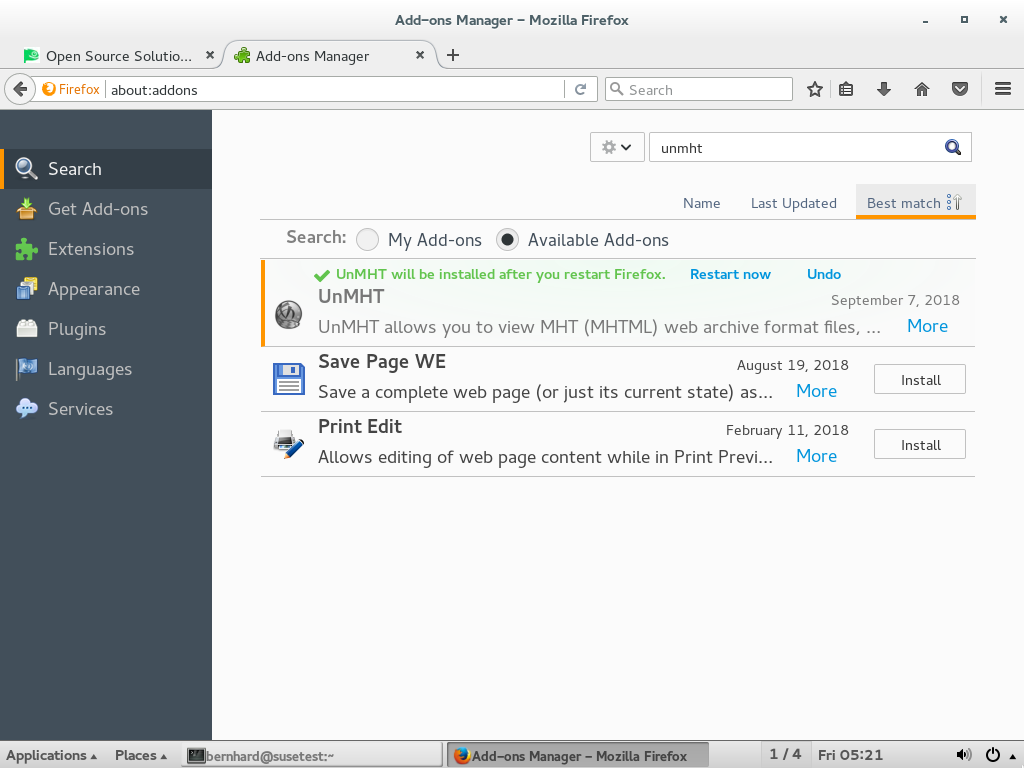 Add-ons Manager - Mozilla Firefox
Open Source Solutio... Add-ons Manager
Firefox about:addons Search
unmht
Search
Get Add-ons
Extensions
Appearance
Plugins
Languages
Services
Name Last Updated Best match
Search: My Add-ons Available Add-ons
UnMHT will be installed after you restart Firefox. Restart now Undo
UnMHT September 7, 2018
UnMHT allows you to view MHT (MHTML) web archive format files, ... More
Save Page WE August 19, 2018
Save a complete web page (or just its current state) as... More
Install
Print Edit February 11, 2018
Allows editing of web page content while in Print Previ... More
Install
Applications Places bernhard@susetest:~ Add-ons Manager - Mozilla Firefox 1 / 4 Fri 05:21